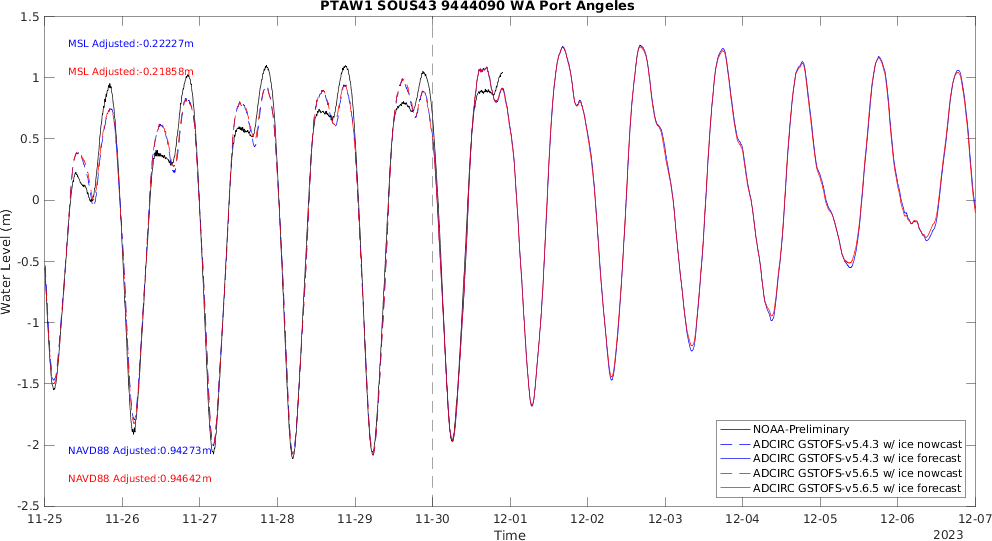 PTAW1 SOUS43 9444090 WA Port Angeles
1.5
1
0.5
0
-0.5
-1
-1.5
-2
-2.5
Water Level (m)
MSL Adjusted:-0.22227m
MSL Adjusted:-0.21858m
NAVD88 Adjusted:0.94273m
NAVD88 Adjusted:0.94642m
NOAA-Preliminary
ADCIRC GSTOFS-v5.4.3 w/ ice nowcast
ADCIRC GSTOFS-v5.4.3 w/ ice forecast
ADCIRC GSTOFS-v5.6.5 w/ ice nowcast
ADCIRC GSTOFS-v5.6.5 w/ ice forecast
11-25 11-26 11-27 11-28 11-29 11-30 12-01 12-02 12-03 12-04 12-05 12-06 12-07
Time
2023